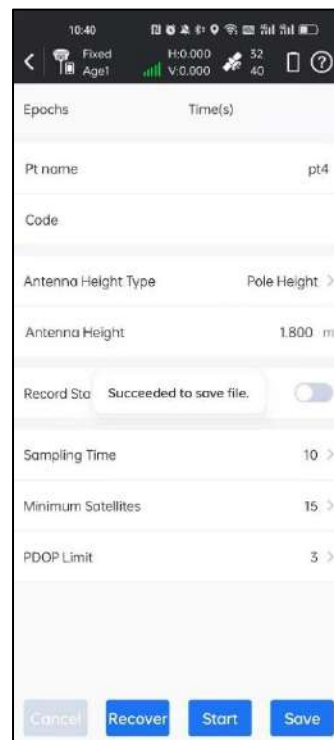 10:40
Fixed H:0.000 32
Age1 V:0.000 40
Epochs Time(s)
Pt name pt4
Code
Antenna Height Type Pole Height >
Antenna Height 1.800 m
Record Sta
Succeeded to save file.
Sampling Time 10 >
Minimum Satellites 15 >
PDOP Limit 3 >
Cancel Recover Start Save